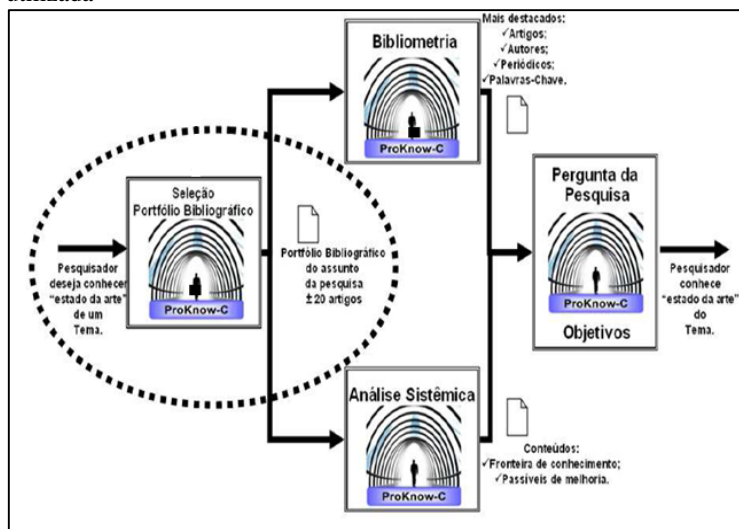 utilizada
Pesquisador
deseja conhecer
"estado da arte"
de um
Tema.
Seleção
Portfólio Bibliográfico
ProKnow-C
Portfólio Bibliográfico
do assunto
da pesquisa
±20 artigos
Bibliometria
ProKnow-C
Mais destacados:
✓Artigos;
✓Autores;
✓Periódicos;
✓Palavras-Chave.
Análise Sistêmica
ProKnow-C
Conteúdos:
✓Fronteira de conhecimento;
✓Passíveis de melhoria.
Pergunta da
Pesquisa
ProKnow-C
Objetivos
Pesquisador
conhece
"estado da arte"
do
Tema.